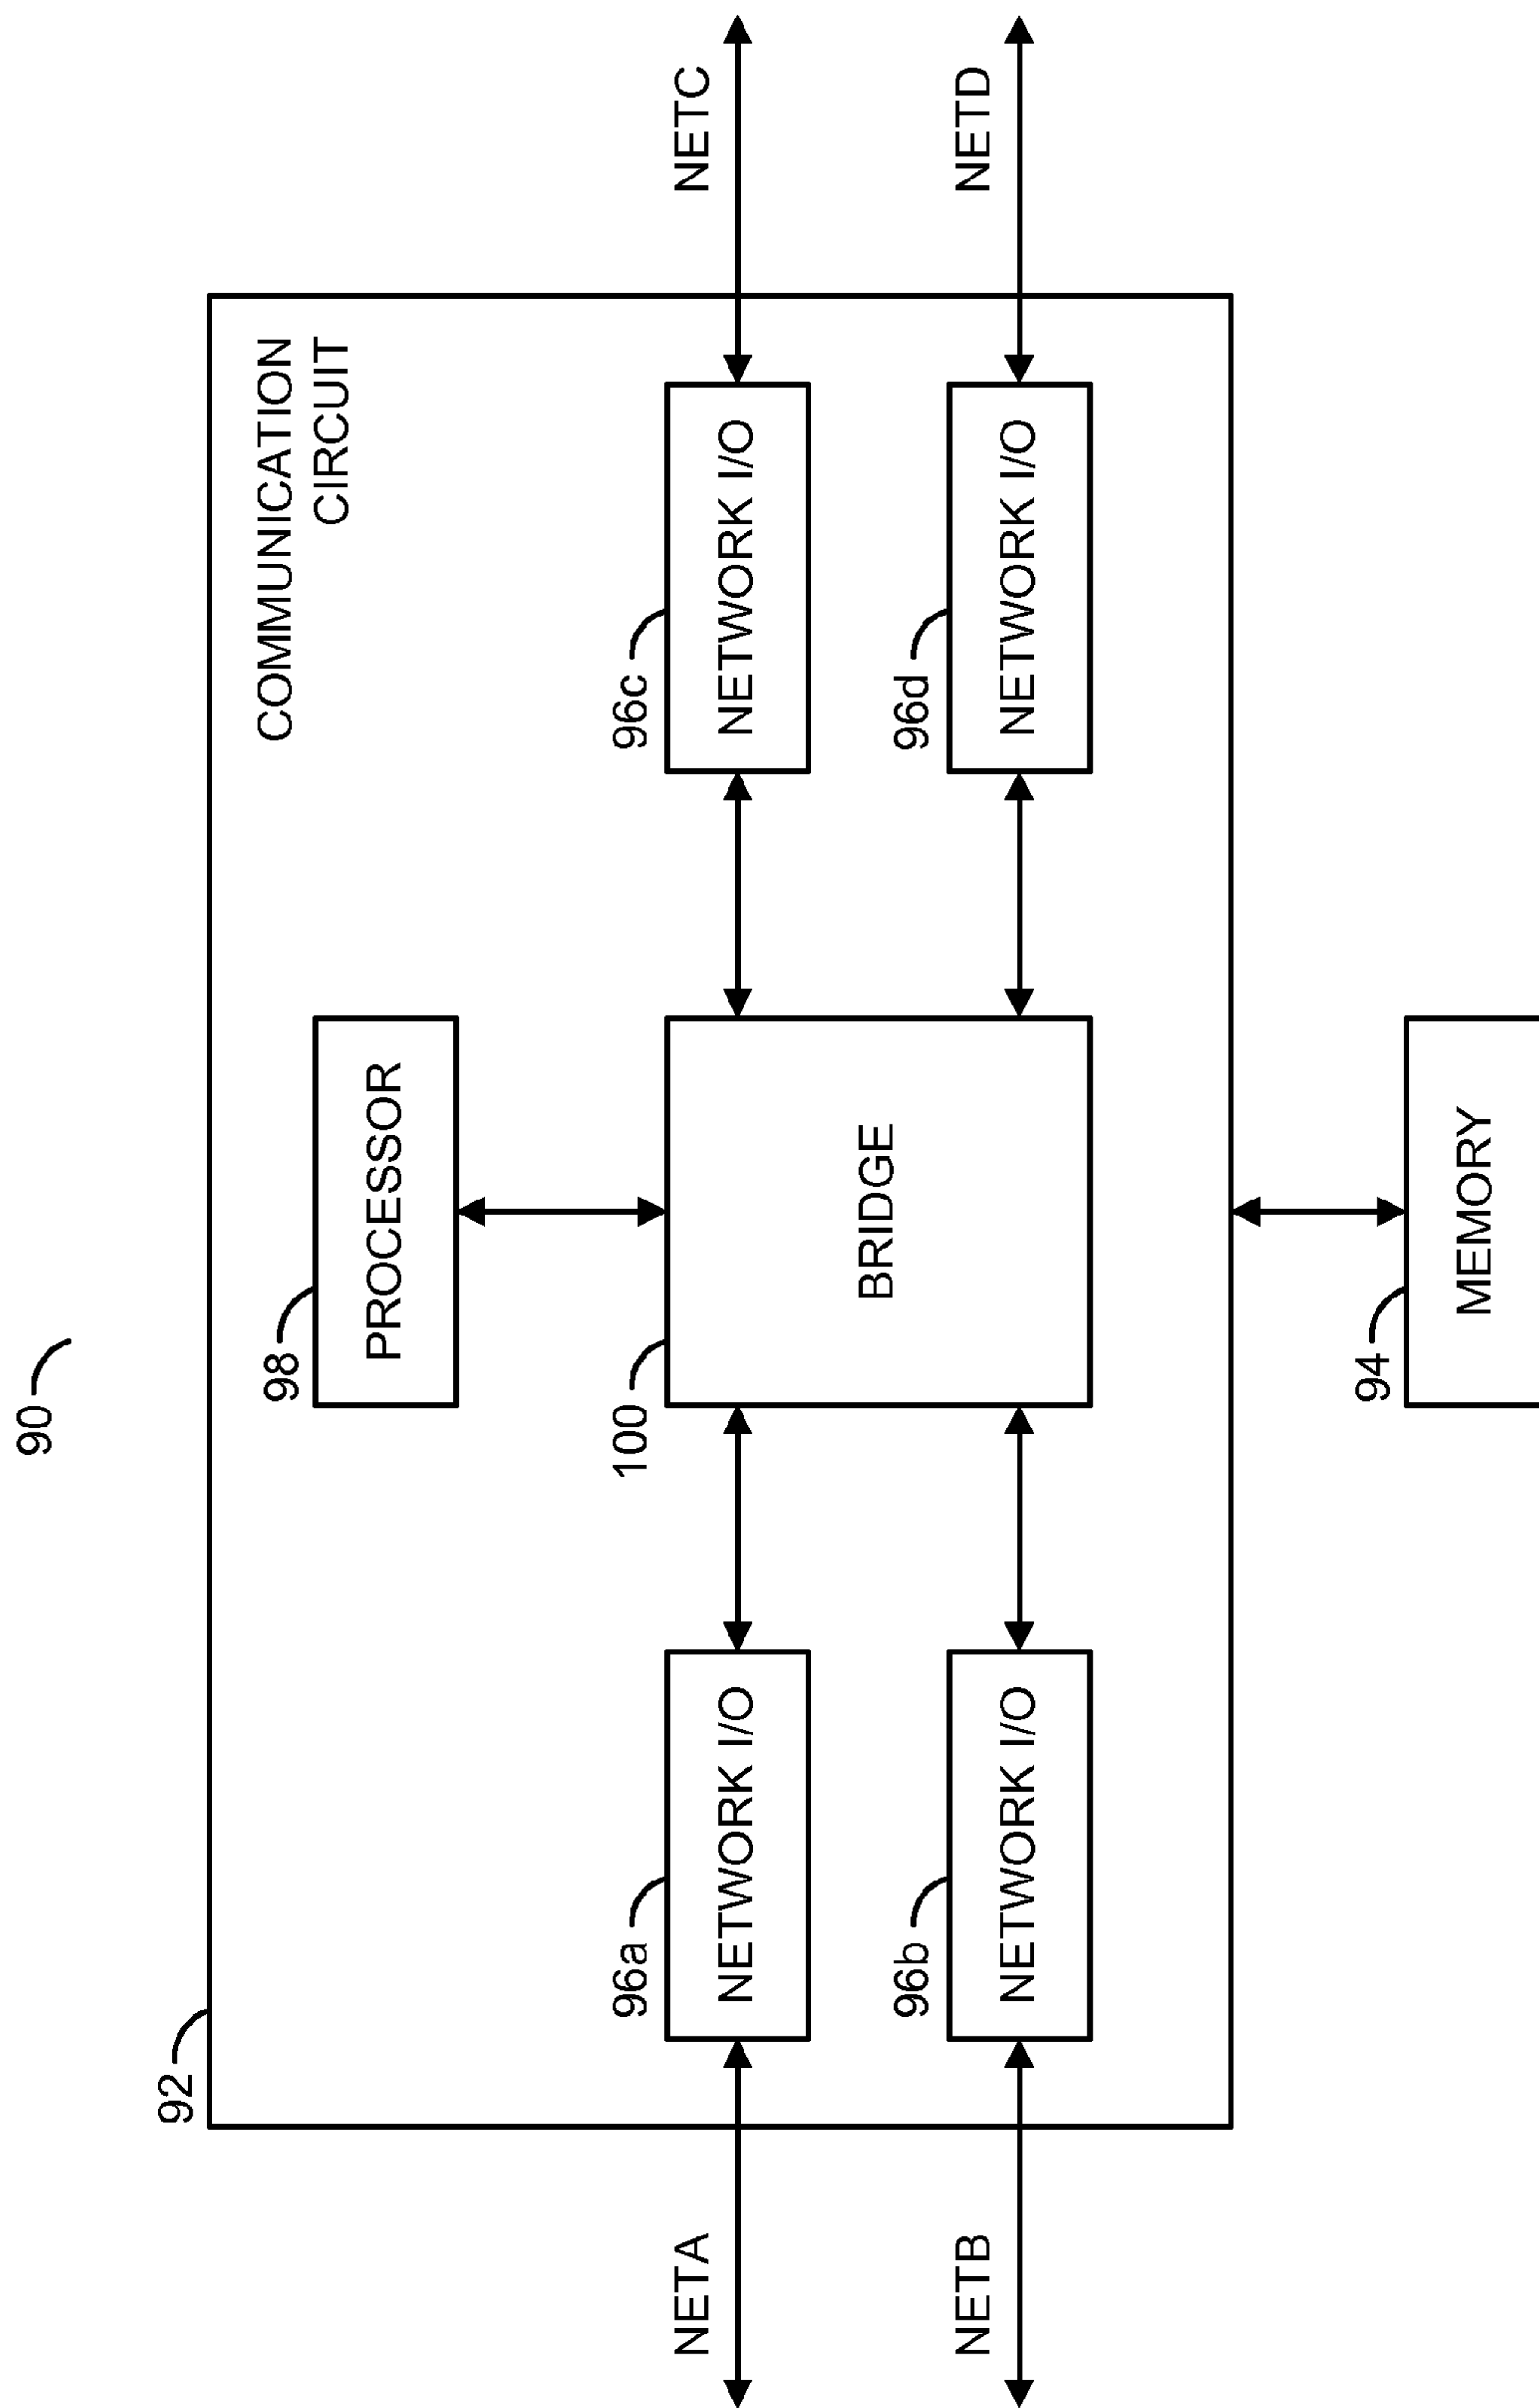 90
92
COMMUNICATION
CIRCUIT
98
PROCESSOR
NETA
96a
NETWORK I/O
100
BRIDGE
96c
NETWORK I/O
NETC
NETB
96b
NETWORK I/O
96d
NETWORK I/O
NETD
94
MEMORY